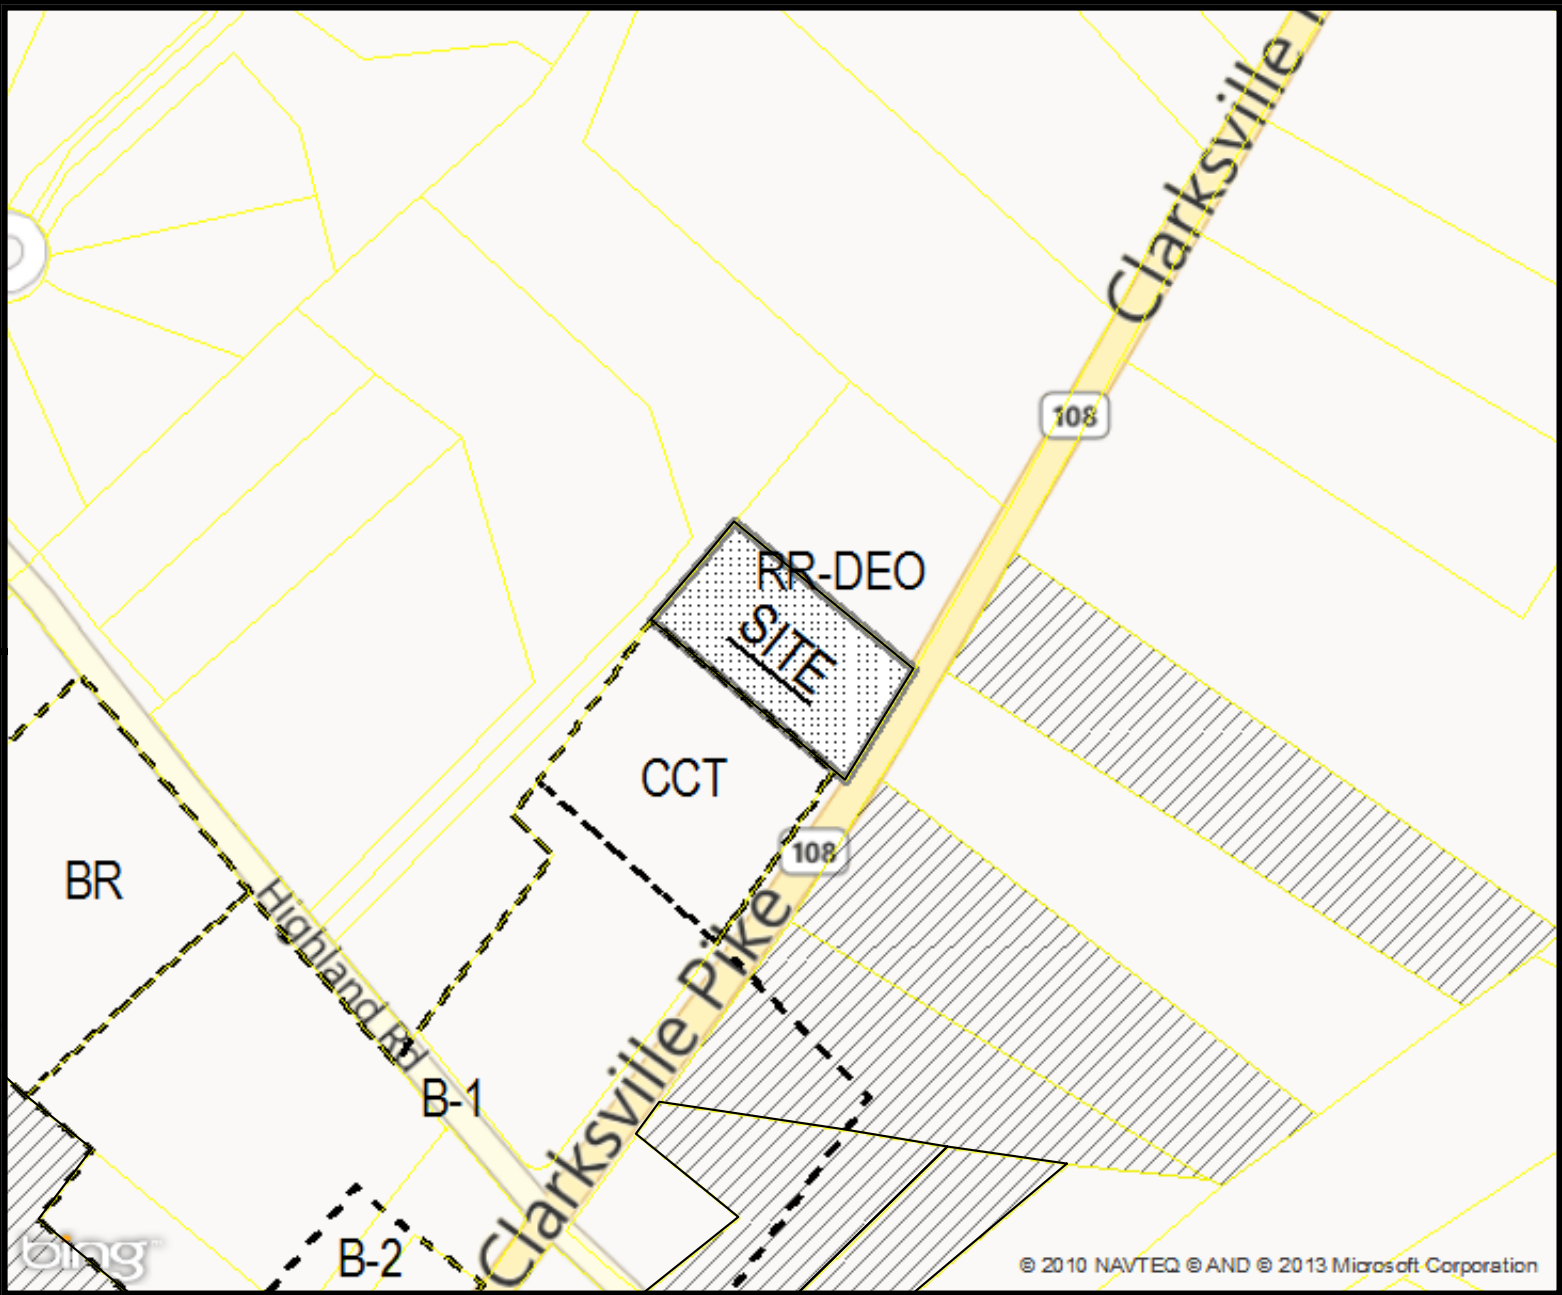 Clarksville
108
RR-DEO
SITE
CCT
108
BR
Highland Rd
Clarksville Pike
B-1
B-2
bing™
© 2010 NAVTEQ © AND © 2013 Microsoft Corporation